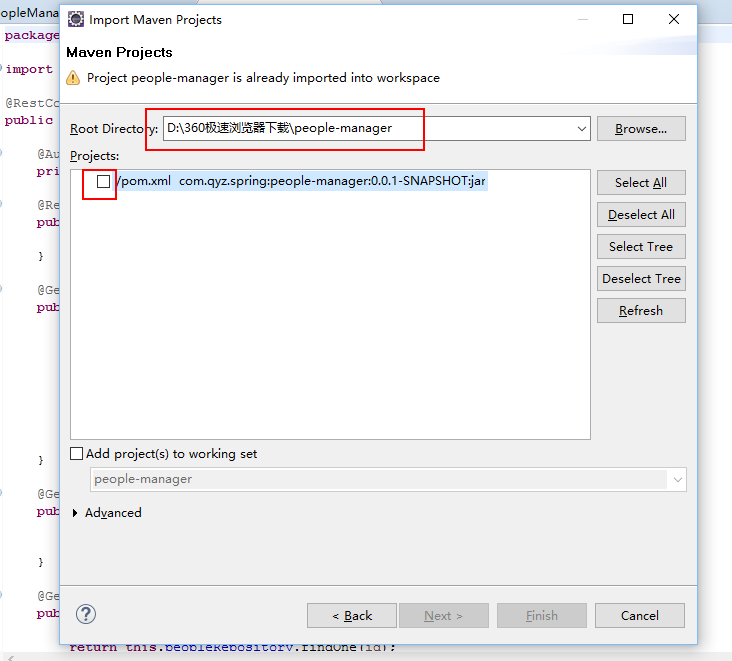 opleMana
Import Maven Projects
package
Maven Projects
import
Project people-manager is already imported into workspace
@RestCo
public
Root Directory:
D:\360极速浏览器下载\people-manager
Browse...
@Au
Projects:
pri
/pom.xml com.qyz.spring:people-manager:0.0.1-SNAPSHOT:jar
Select All
@Re
pub
Deselect All
}
Select Tree
@Ge
Deselect Tree
pub
Refresh
}
Add project(s) to working set
people-manager
@Ge
pub
Advanced
}
@Ge
pub
?
< Back
Next >
Finish
Cancel
return this.peopleRepository.findOne(id);